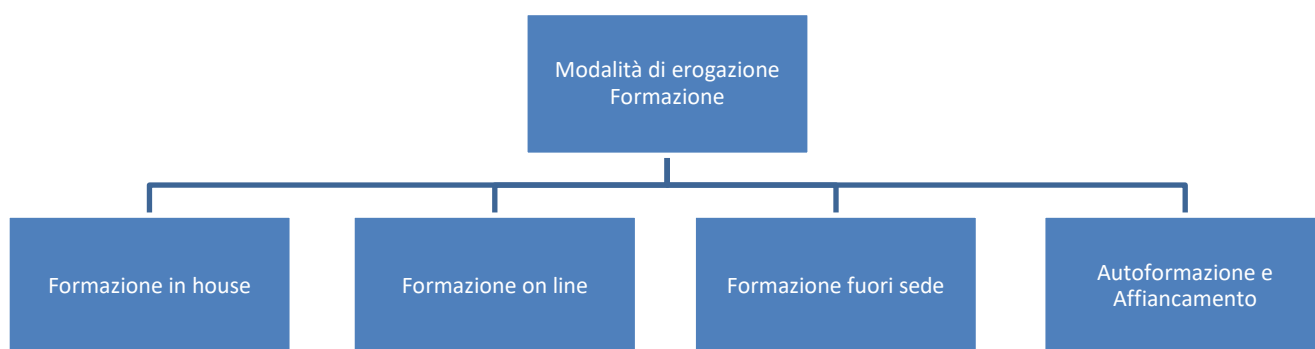 Modalità di erogazione
Formazione
Formazione in house
Formazione on line
Formazione fuori sede
Autoformazione e
Affiancamento